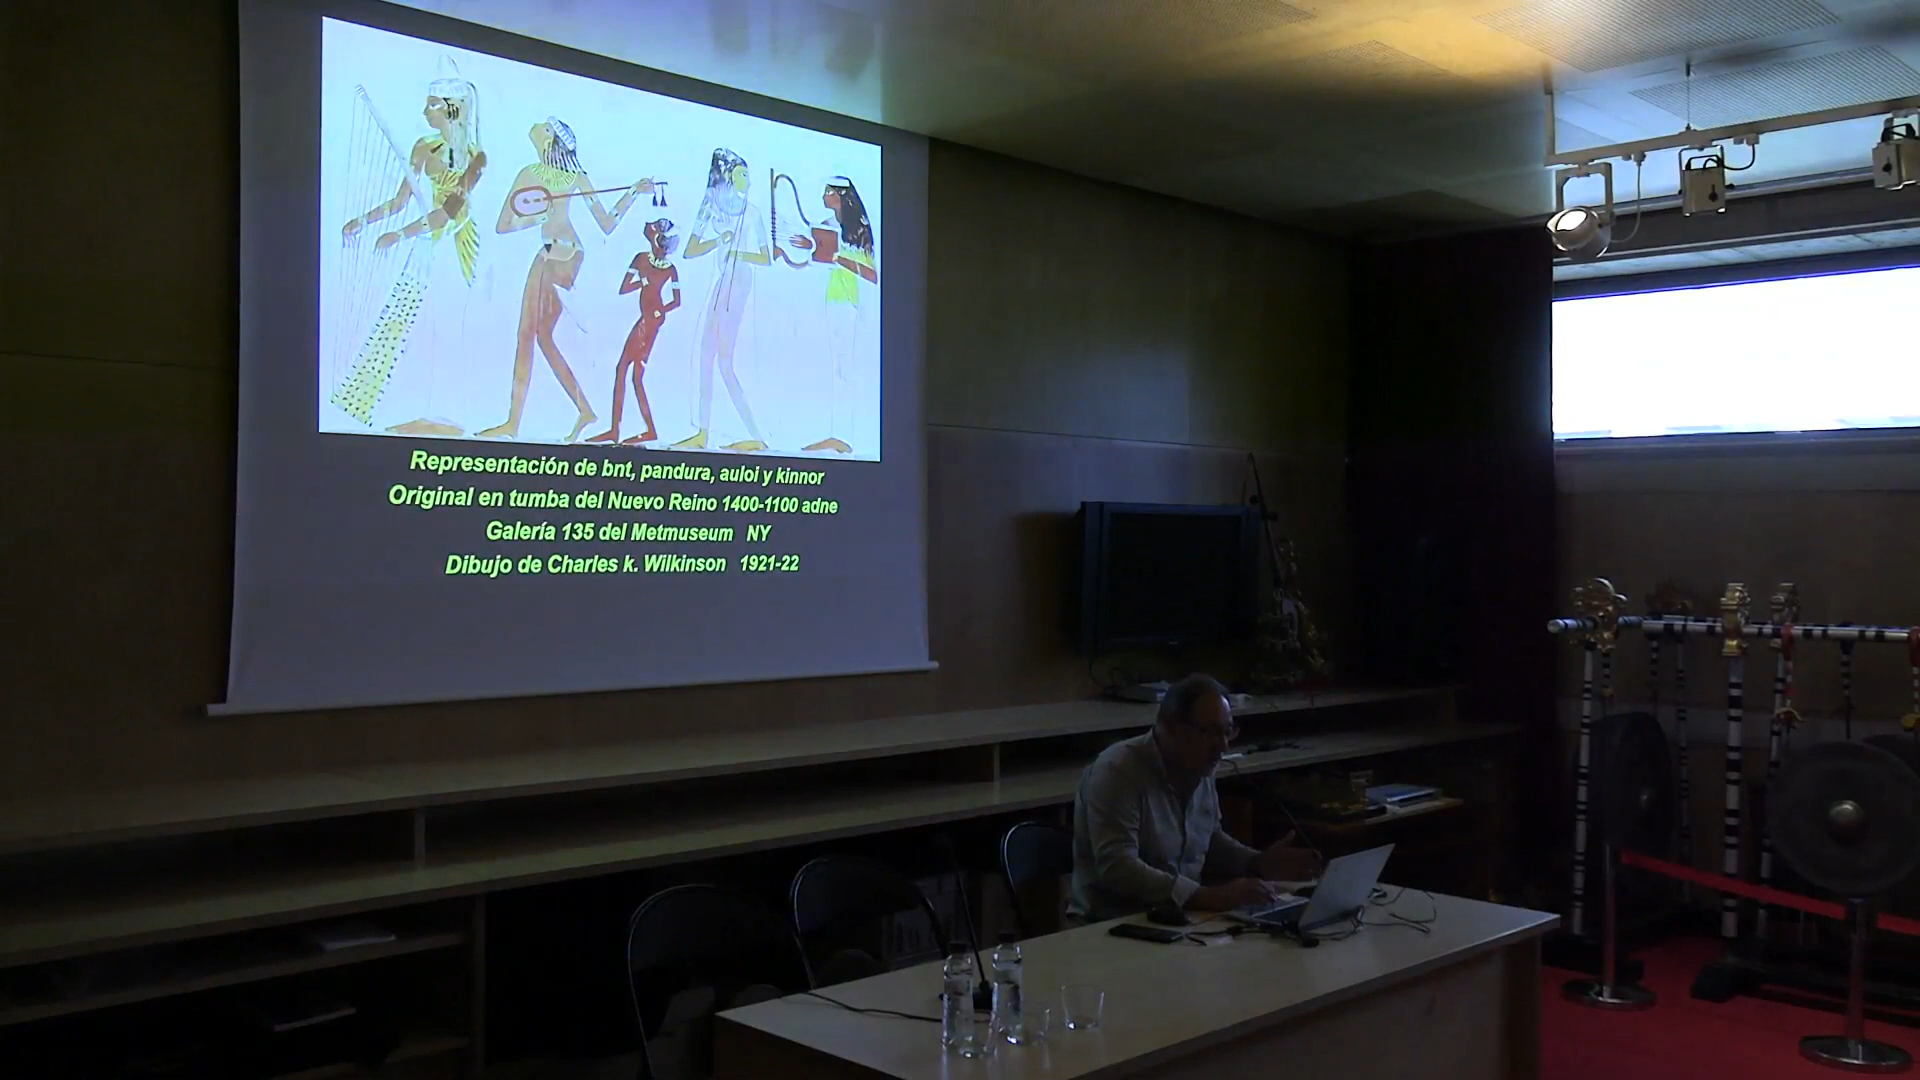 Representación de bnt, pandura, auloi y kinnor
Original en tumba del Nuevo Reino 1400-1100 adne
Galería 135 del Metmuseum NY
Dibujo de Charles k. Wilkinson 1921-22